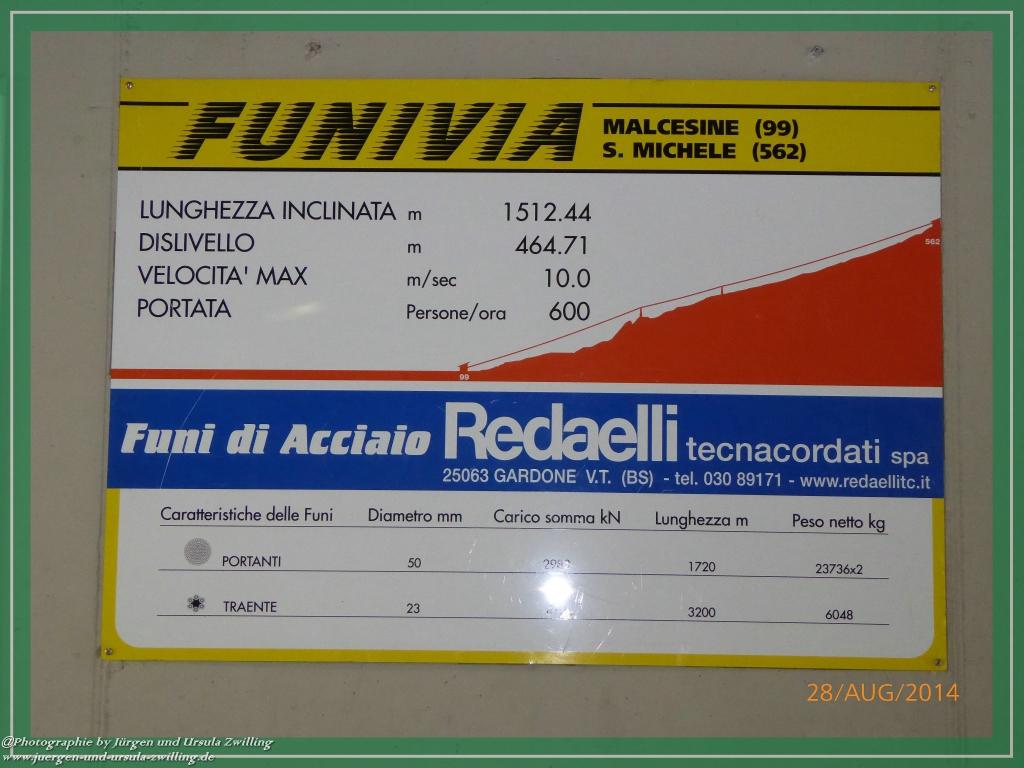 FUNIVIA
MALCESINE (99)
S. MICHELE (562)
LUNGHEZZA INCLINATA m 1512.44
DISLIVELLO m 464.71
VELOCITA' MAX m/sec 10.0
PORTATA Persone/ora 600
562
99
Funi di Acciaio Redaelli tecnacordati spa
25063 GARDONE V.T. (BS) - tel. 030 89171 - www.redaellitc.it
Caratteristiche delle Funi Diametro mm Carico somma kN Lunghezza m Peso netto kg
PORTANTI 50 1720 23736x2
TRAENTE 23 3200 6048
28/AUG/2014
@Photographie by Jürgen und Ursula Zwilling
www.juergen-und-ursula-zwilling.de